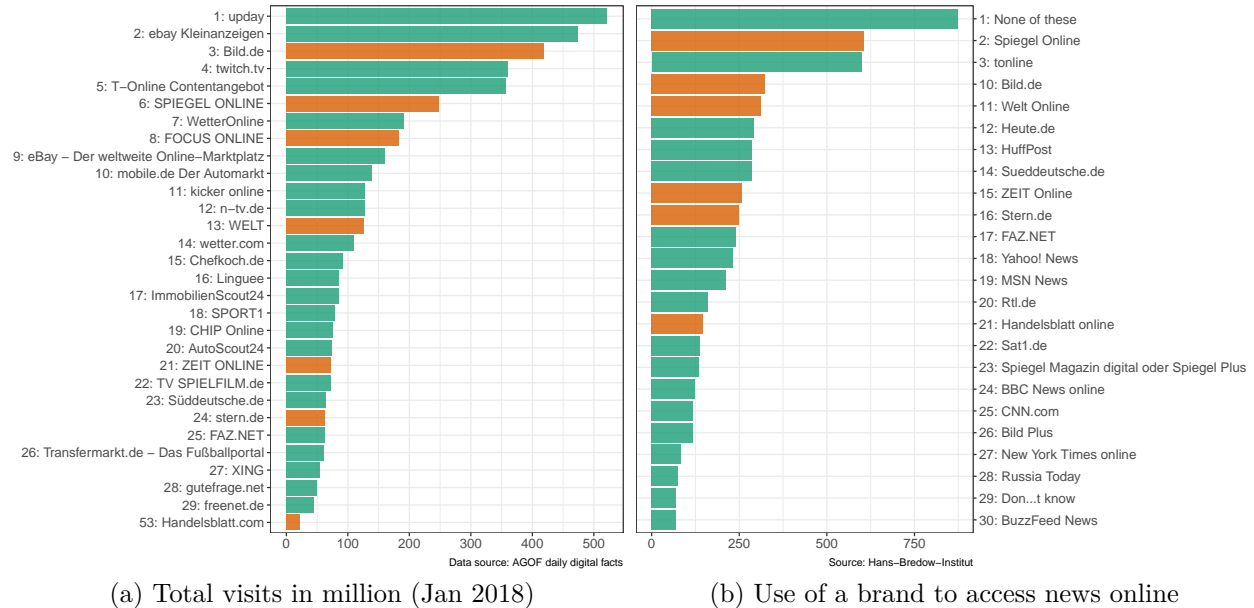 1: upday
2: ebay Kleinanzeigen
3: Bild.de
4: twitch.tv
5: T−Online Contentangebot
6: SPIEGEL ONLINE
7: WetterOnline
8: FOCUS ONLINE
9: eBay − Der weltweite Online−Marktplatz
10: mobile.de Der Automarkt
11: kicker online
12: n−tv.de
13: WELT
14: wetter.com
15: Chefkoch.de
16: Linguee
17: ImmobilienScout24
18: SPORT1
19: CHIP Online
20: AutoScout24
21: ZEIT ONLINE
22: TV SPIELFILM.de
23: Süddeutsche.de
24: stern.de
25: FAZ.NET
26: Transfermarkt.de − Das Fußballportal
27: XING
28: gutefrage.net
29: freenet.de
53: Handelsblatt.com
0 100 200 300 400 500
Data source: AGOF daily digital facts
(a) Total visits in million (Jan 2018)
1: None of these
2: Spiegel Online
3: tonline
10: Bild.de
11: Welt Online
12: Heute.de
13: HuffPost
14: Sueddeutsche.de
15: ZEIT Online
16: Stern.de
17: FAZ.NET
18: Yahoo! News
19: MSN News
20: Rtl.de
21: Handelsblatt online
22: Sat1.de
23: Spiegel Magazin digital oder Spiegel Plus
24: BBC News online
25: CNN.com
26: Bild Plus
27: New York Times online
28: Russia Today
29: Don...t know
30: BuzzFeed News
0 250 500 750
Source: Hans−Bredow−Institut
(b) Use of a brand to access news online